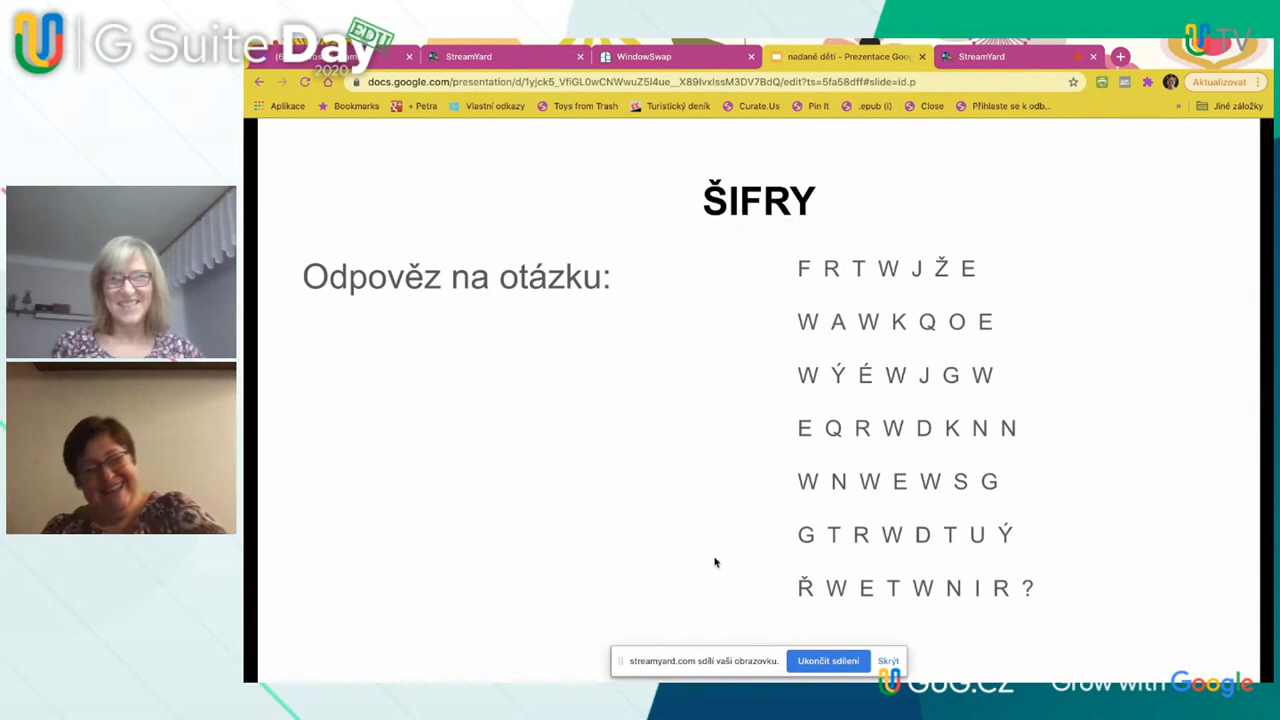 G Suite Day
EDU
2020
TV
StreamYard
WindowSwap
nadané děti – Prezentace Goog
StreamYard
docs.google.com/presentation/d/1yjck5_VfiGL0wCNWwuZ5l4ue__X89IvxlssM3DV7BdQ/edit?ts=5fa58dff#slide=id.p
Aktualizovat
Aplikace
Bookmarks
+ Petra
Vlastní odkazy
Toys from Trash
Turistický deník
Curate.Us
Pin It
.epub (i)
Close
Přihlaste se k odb...
»
Jiné záložky
ŠIFRY
Odpověz na otázku:
F R T W J Ž E
W A W K Q O E
W Ý É W J G W
E Q R W D K N N
W N W E W S G
G T R W D T U Ý
Ř W E T W N I R ?
streamyard.com sdílí vaši obrazovku.
Ukončit sdílení
Skrýt
GUG.CZ
Grow with Google